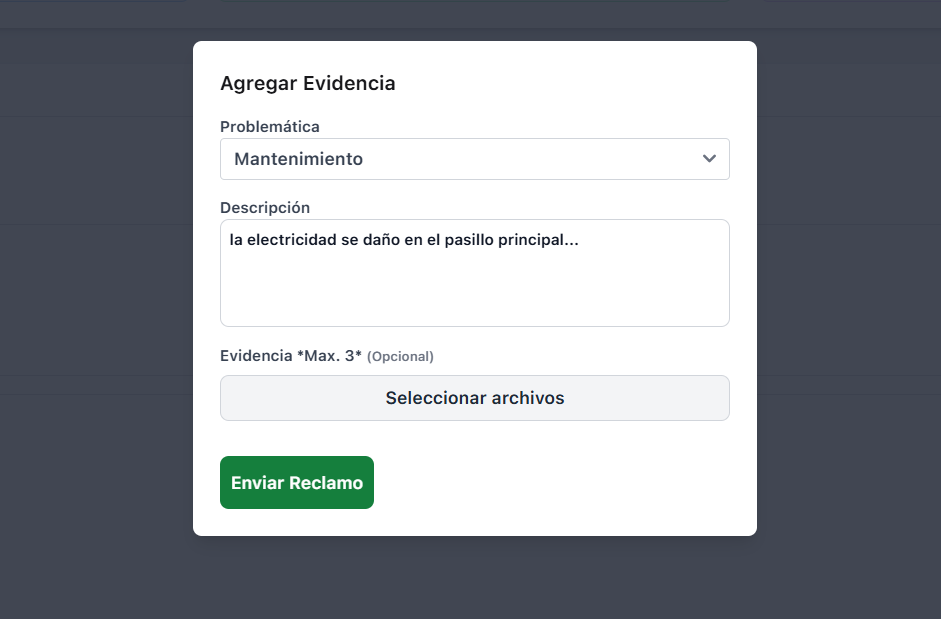 Agregar Evidencia
Problemática
Mantenimiento
Descripción
la electricidad se daño en el pasillo principal...
Evidencia *Max. 3* (Opcional)
Seleccionar archivos
Enviar Reclamo